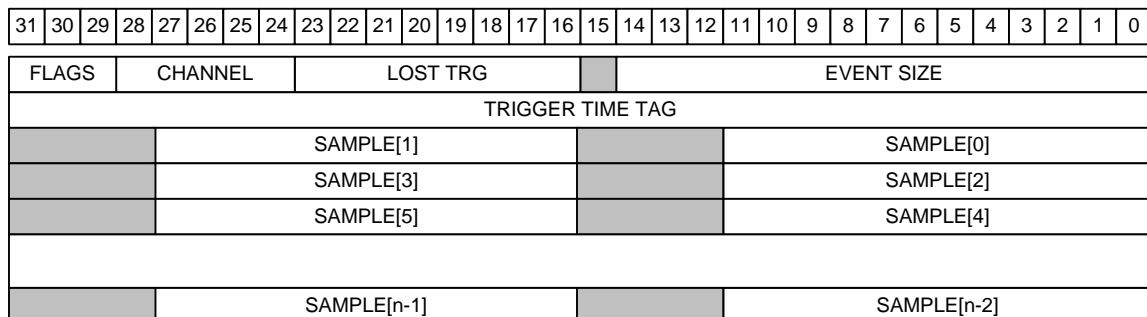 31 30 29 28 27 26 25 24 23 22 21 20 19 18 17 16 15 14 13 12 11 10 9 8 7 6 5 4 3 2 1 0
FLAGS CHANNEL LOST TRG EVENT SIZE
TRIGGER TIME TAG
SAMPLE[1] SAMPLE[0]
SAMPLE[3] SAMPLE[2]
SAMPLE[5] SAMPLE[4]
SAMPLE[n-1] SAMPLE[n-2]